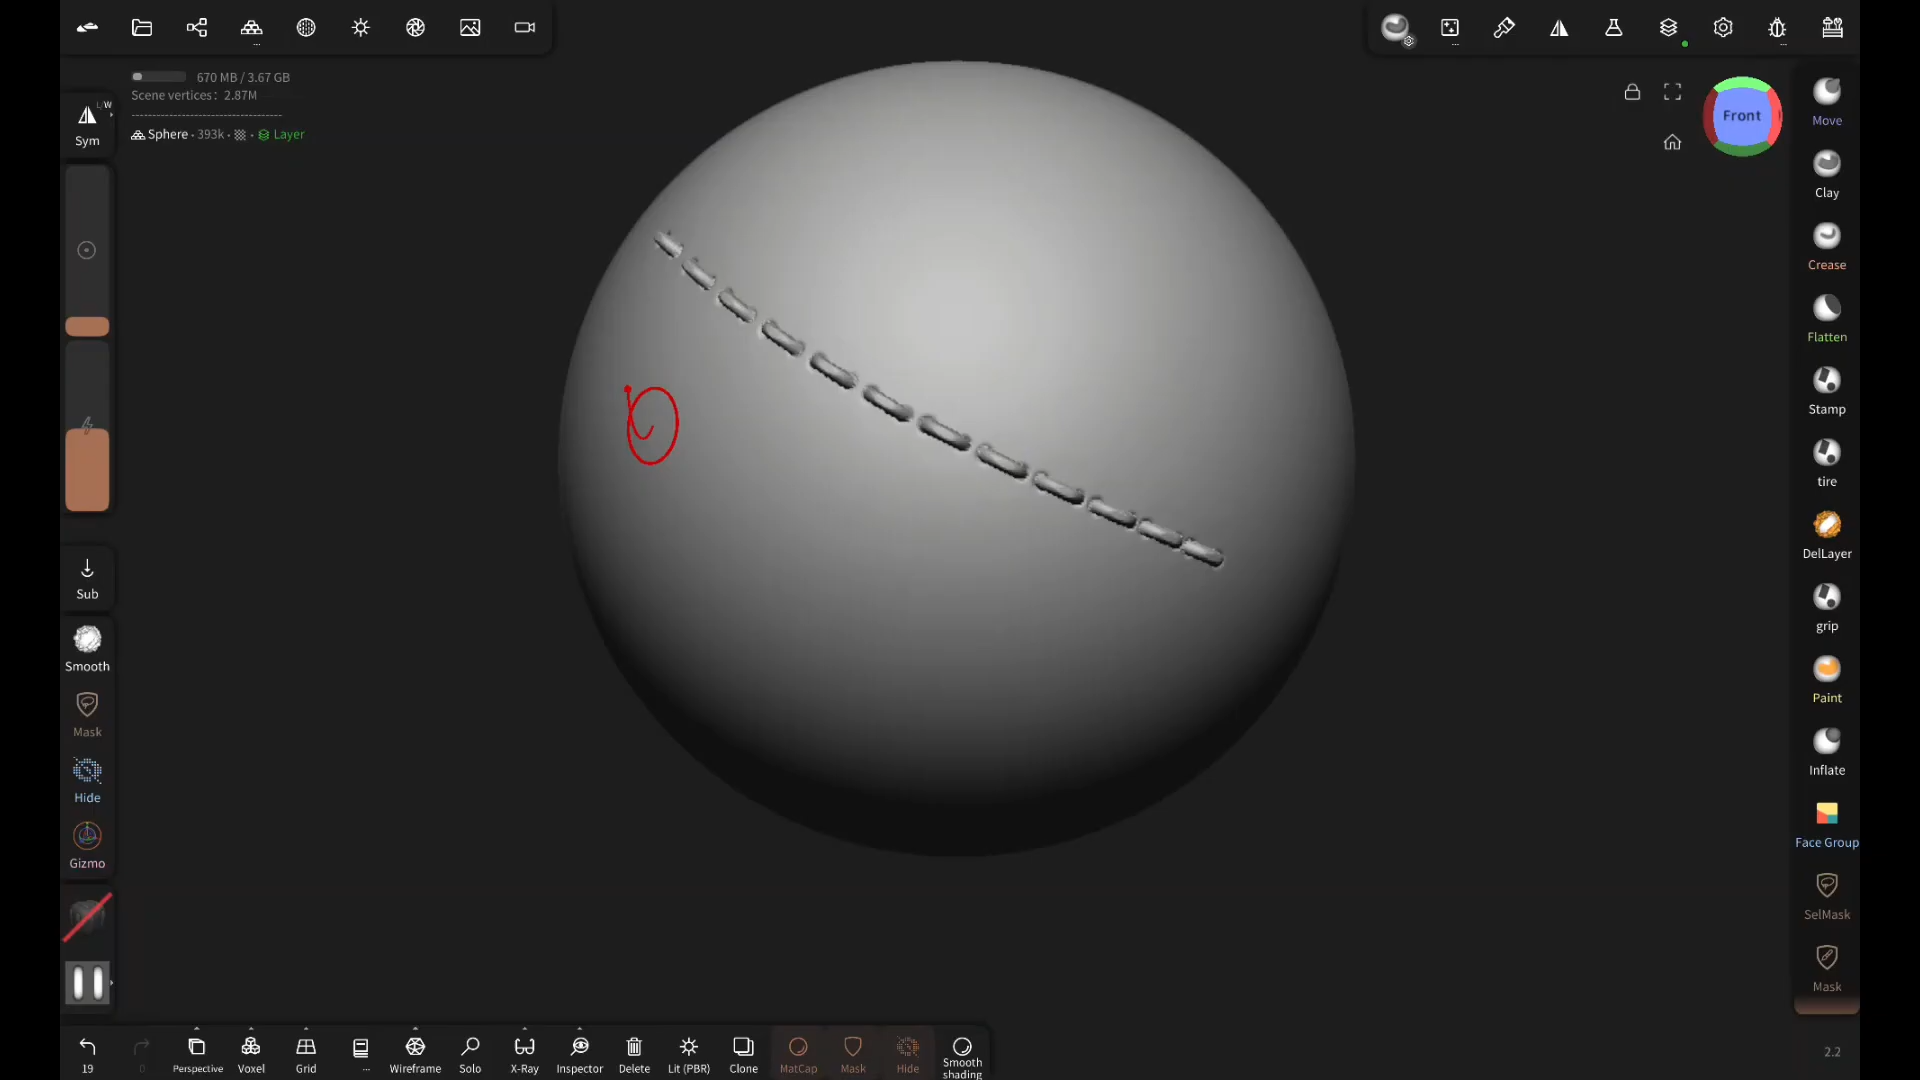 670 MB / 3.67 GB
Scene vertices: 2.87M
----------------------------------
Sphere · 393k · Layer
L/W
Sym
Front
Move
Clay
Crease
Flatten
Stamp
tire
DelLayer
grip
Paint
Inflate
Face Group
SelMask
Mask
Sub
Smooth
Mask
Hide
Gizmo
19
0
Perspective
Voxel
Grid
...
Wireframe
Solo
X-Ray
Inspector
Delete
Lit (PBR)
Clone
MatCap
Mask
Hide
Smooth
shading
2.2